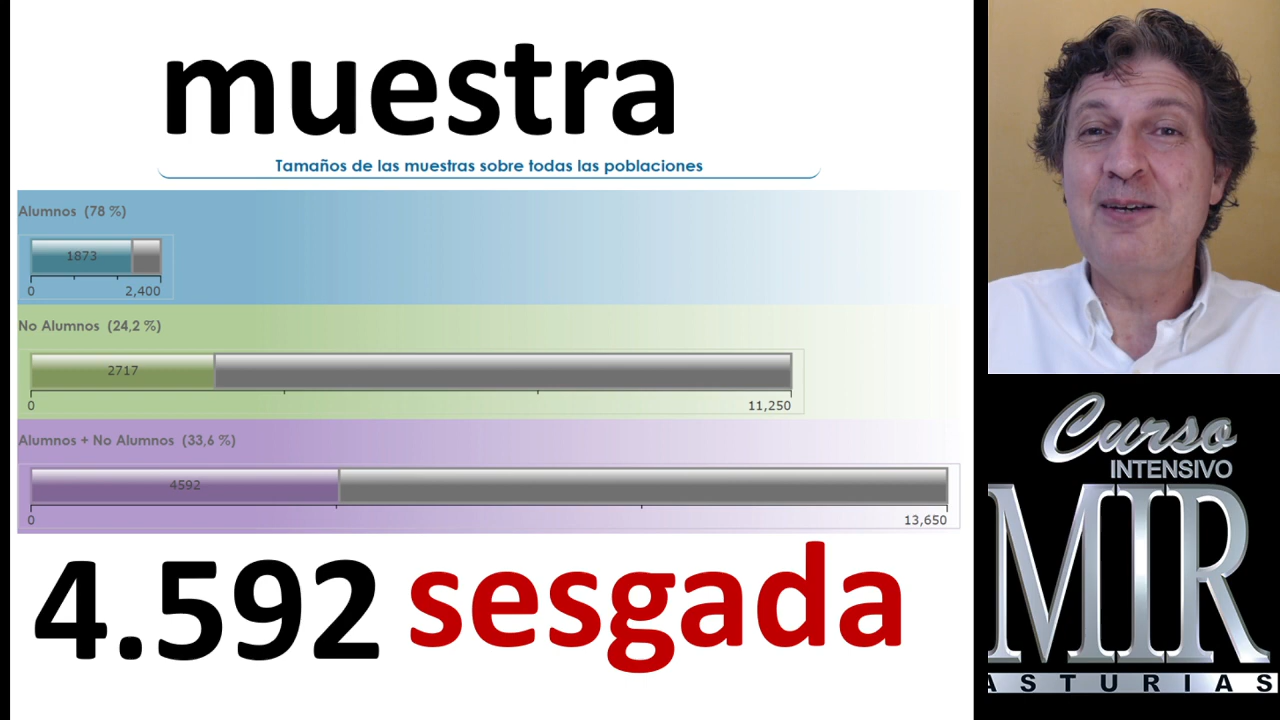 muestra
Tamaños de las muestras sobre todas las poblaciones
Alumnos (78 %)
1873
0 2,400
No Alumnos (24,2 %)
2717
0 11,250
Alumnos + No Alumnos (33,6 %)
4592
0 13,650
4.592 sesgada
Curso
INTENSIVO
MIR
ASTURIAS